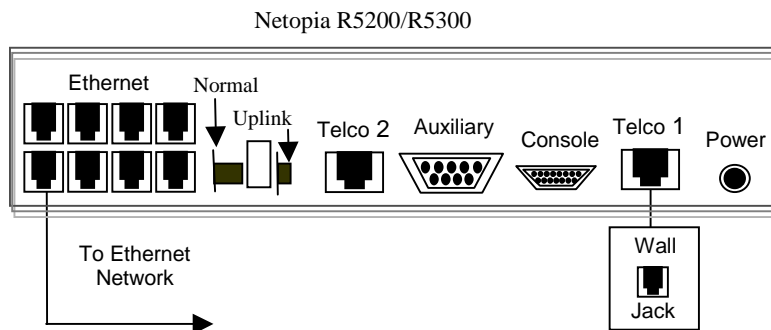 Netopia R5200/R5300
Ethernet
Normal
Uplink
Telco 2
Auxiliary
Console
Telco 1
Power
To Ethernet
Network
Wall
Jack